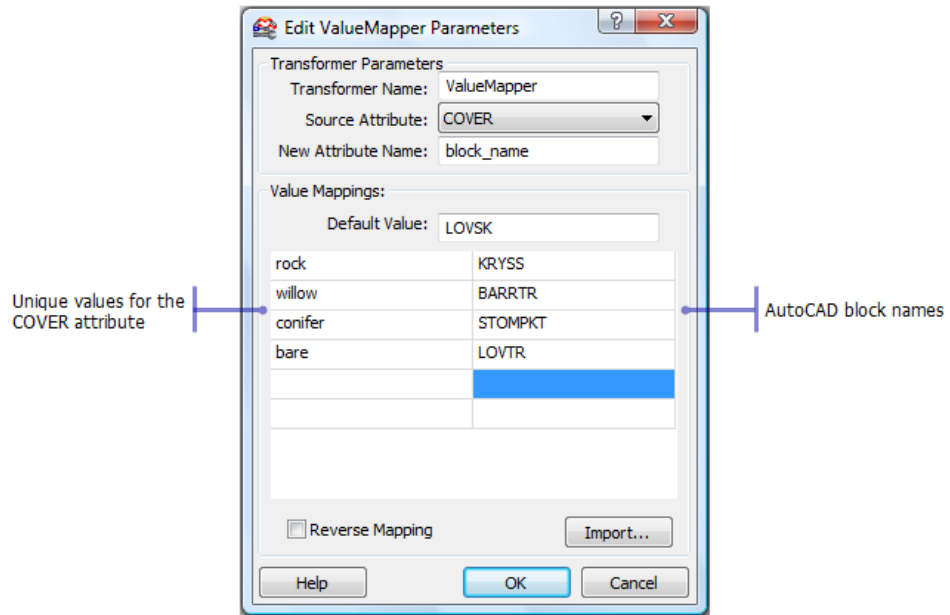 Edit ValueMapper Parameters
?
X
Transformer Parameters
Transformer Name: ValueMapper
Source Attribute: COVER
New Attribute Name: block_name
Value Mappings:
Default Value: LOVSK
rock KRYSS
willow BARRTR
conifer STOMPKT
bare LOVTR
Unique values for the
COVER attribute
AutoCAD block names
Reverse Mapping
Import...
Help OK Cancel